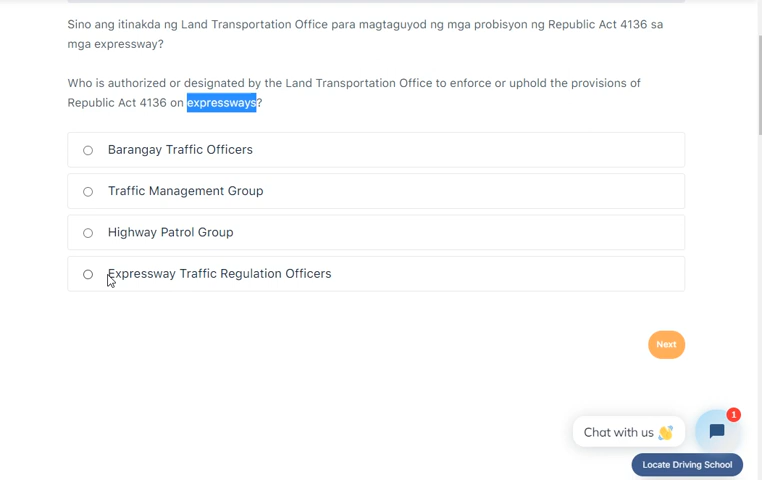 Sino ang itinakda ng Land Transportation Office para magtaguyod ng mga probisyon ng Republic Act 4136 sa
mga expressway?
Who is authorized or designated by the Land Transportation Office to enforce or uphold the provisions of
Republic Act 4136 on expressways?
Barangay Traffic Officers
Traffic Management Group
Highway Patrol Group
Expressway Traffic Regulation Officers
Next
1
Chat with us 👋
Locate Driving School